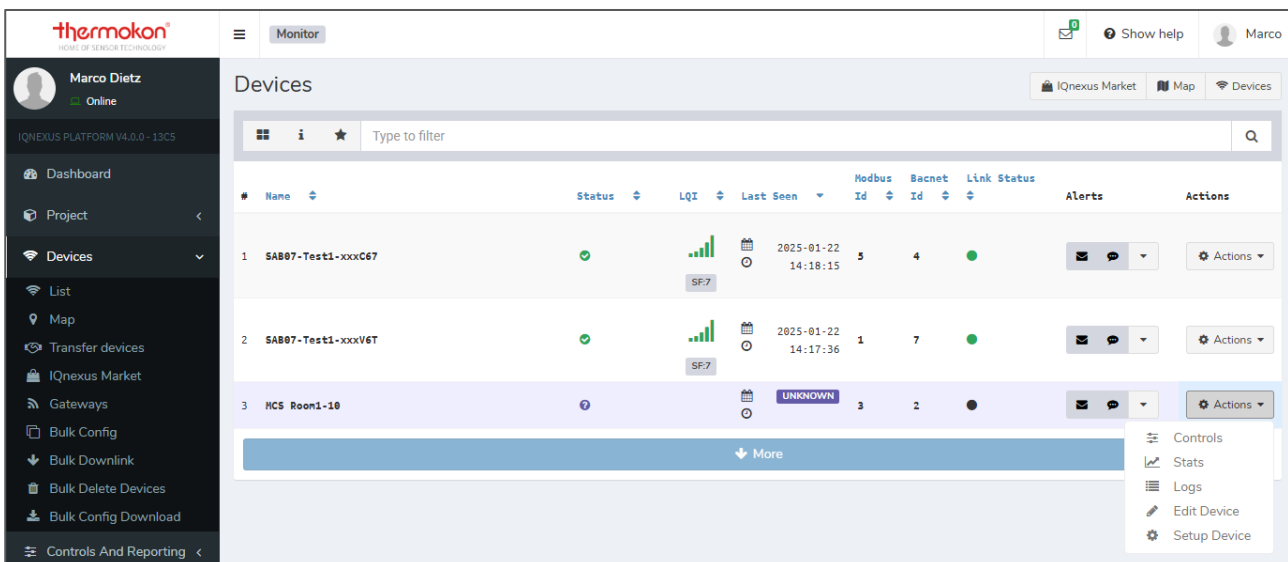 thermokon®
HOME OF SENSOR TECHNOLOGY
Monitor
0
Show help
Marco
Marco Dietz
Online
IQNEXUS PLATFORM V4.0.0 - 13C5
Dashboard
Project
Devices
List
Map
Transfer devices
IQnexus Market
Gateways
Bulk Config
Bulk Downlink
Bulk Delete Devices
Bulk Config Download
Controls And Reporting
Devices
IQnexus Market Map Devices
Type to filter
# Name Status LQI Last Seen Modbus Id Bacnet Id Link Status Alerts Actions
1 SAB07-Test1-xxxC67 SF:7 2025-01-22 14:18:15 5 4 Actions
2 SAB07-Test1-xxxV6T SF:7 2025-01-22 14:17:36 1 7 Actions
3 MCS Room1-10 UNKNOWN 3 2 Actions
More
Controls
Stats
Logs
Edit Device
Setup Device